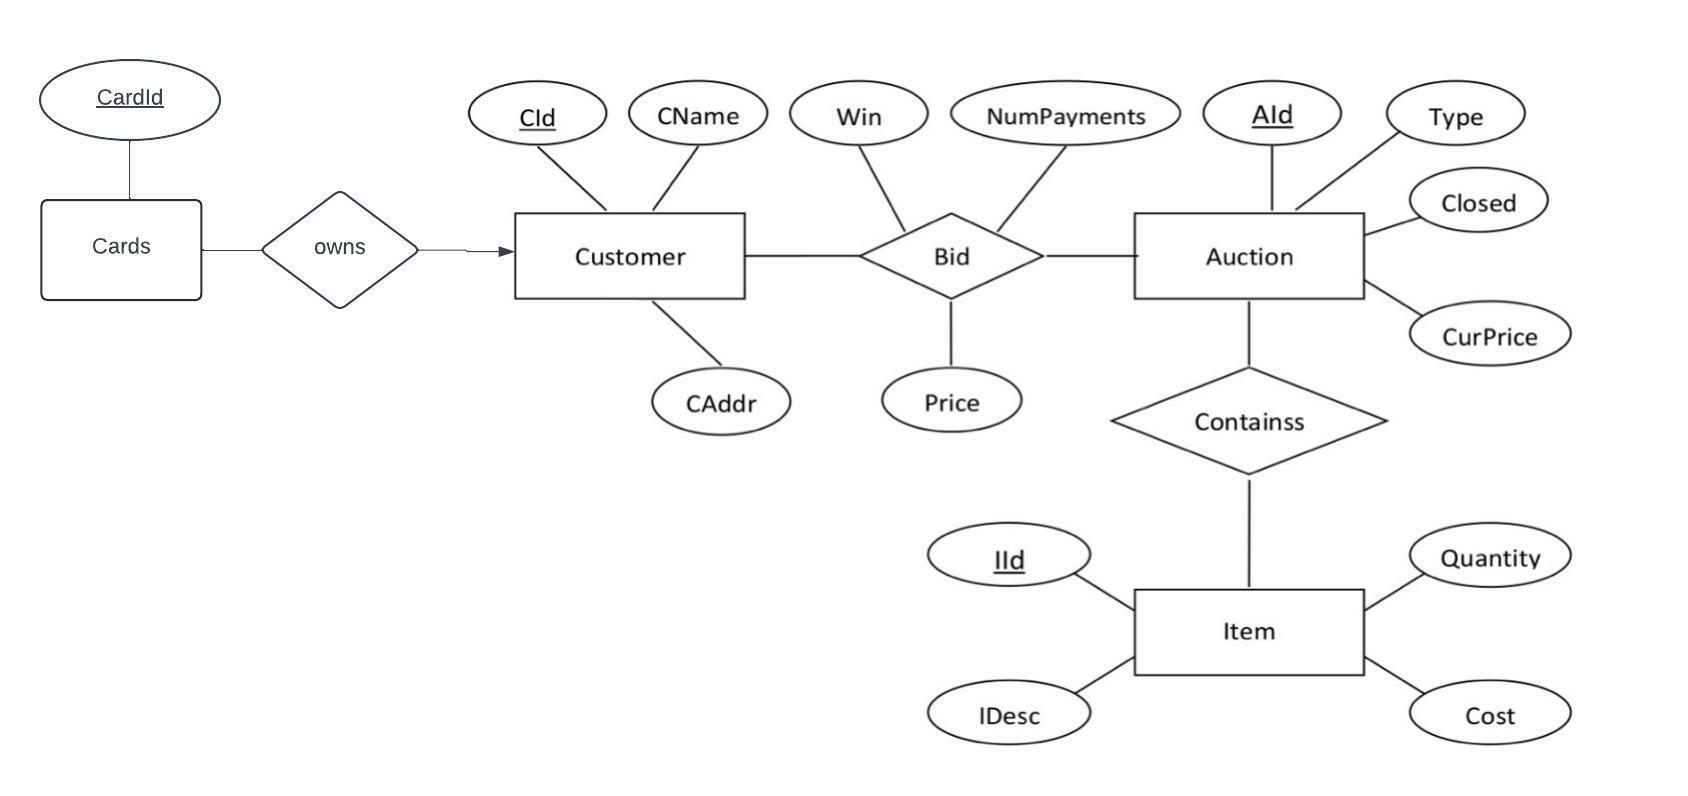 CardId
CId
CName
Win
NumPayments
AId
Type
Closed
Cards
owns
Customer
Bid
Auction
CurPrice
CAddr
Price
Containss
IId
Quantity
Item
IDesc
Cost